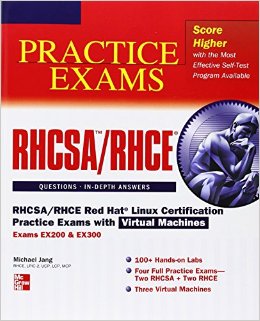 PRACTICE
EXAMS
Score
Higher
with the Most
Effective Self-Test
Program Available
RHCSA™/RHCE®
QUESTIONS · IN-DEPTH ANSWERS
RHCSA/RHCE Red Hat® Linux Certification
Practice Exams with Virtual Machines
Exams EX200 & EX300
Michael Jang
RHCE, LPIC-2, UCP, LCP, MCP
• 100+ Hands-on Labs
• Four Full Practice Exams—
Two RHCSA + Two RHCE
• Three Virtual Machines
Mc
Graw
Hill